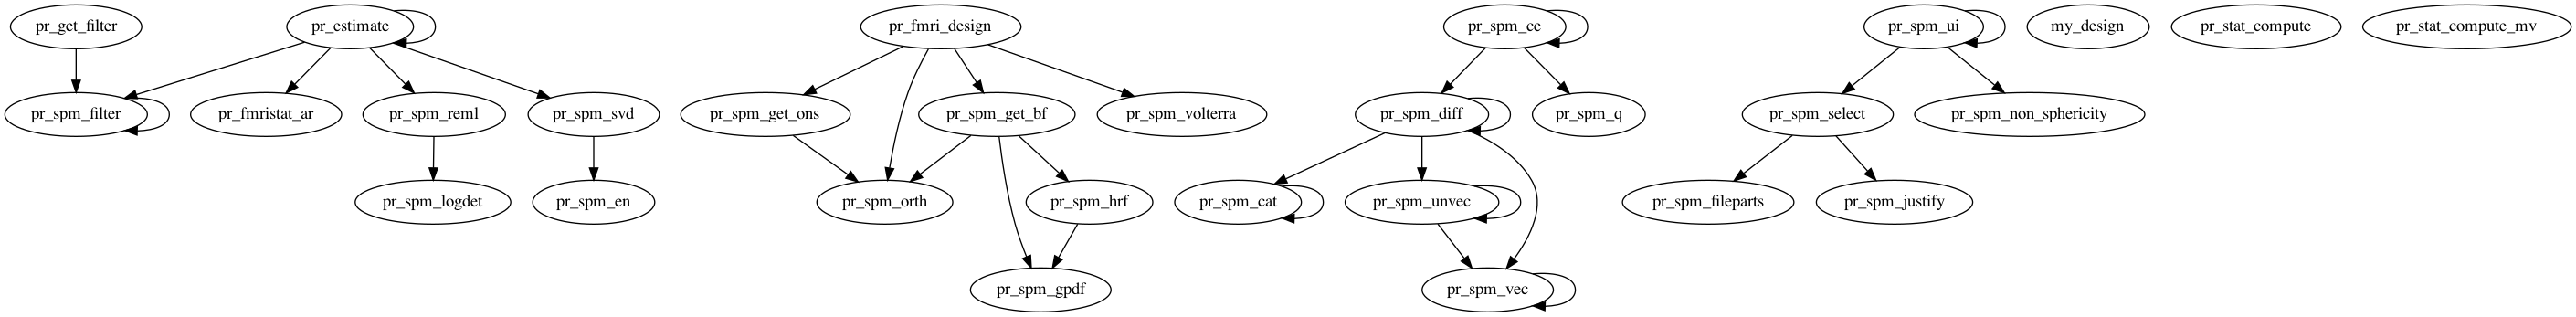 pr_get_filter
pr_estimate
pr_fmri_design
pr_spm_ce
pr_spm_ui
my_design
pr_stat_compute
pr_stat_compute_mv
pr_spm_filter
pr_fmristat_ar
pr_spm_reml
pr_spm_svd
pr_spm_get_ons
pr_spm_get_bf
pr_spm_volterra
pr_spm_diff
pr_spm_q
pr_spm_select
pr_spm_non_sphericity
pr_spm_logdet
pr_spm_en
pr_spm_orth
pr_spm_hrf
pr_spm_cat
pr_spm_unvec
pr_spm_fileparts
pr_spm_justify
pr_spm_gpdf
pr_spm_vec